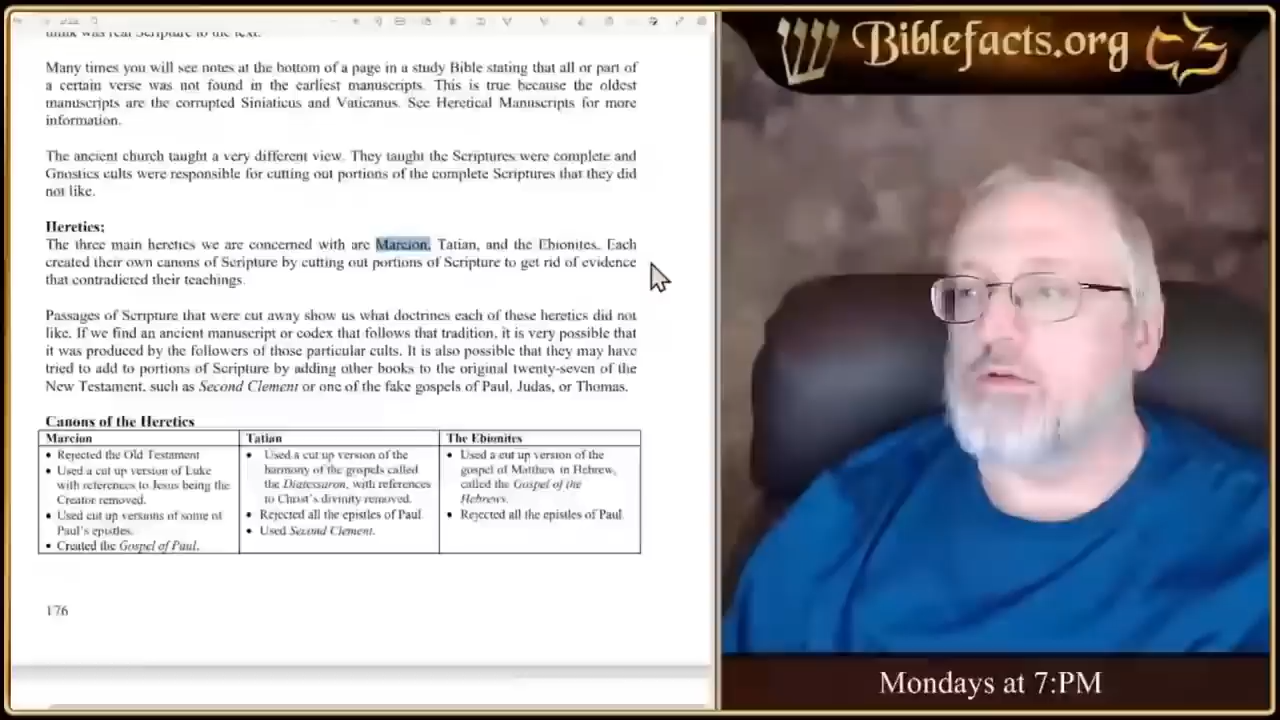 think was real Scripture to the text.
Many times you will see notes at the bottom of a page in a study Bible stating that all or part of
a certain verse was not found in the earliest manuscripts. This is true because the oldest
manuscripts are the corrupted Siniaticus and Vaticanus. See Heretical Manuscripts for more
information.
The ancient church taught a very different view. They taught the Scriptures were complete and
Gnostics cults were responsible for cutting out portions of the complete Scriptures that they did
not like.
Heretics;
The three main heretics we are concerned with are Marcion, Tatian, and the Ebionites. Each
created their own canons of Scripture by cutting out portions of Scripture to get rid of evidence
that contradicted their teachings.
Passages of Scripture that were cut away show us what doctrines each of these heretics did not
like. If we find an ancient manuscript or codex that follows that tradition, it is very possible that
it was produced by the followers of those particular cults. It is also possible that they may have
tried to add to portions of Scripture by adding other books to the original twenty-seven of the
New Testament, such as Second Clement or one of the fake gospels of Paul, Judas, or Thomas.
Canons of the Heretics
Marcion
• Rejected the Old Testament
• Used a cut up version of Luke
with references to Jesus being the
Creator removed.
• Used cut up versions of some of
Paul's epistles.
• Created the Gospel of Paul.
Tatian
• Used a cut up version of the
harmony of the gospels called
the Diatessaron, with references
to Christ's divinity removed.
• Rejected all the epistles of Paul
• Used Second Clement.
The Ebionites
• Used a cut up version of the
gospel of Matthew in Hebrew,
called the Gospel of the
Hebrews.
• Rejected all the epistles of Paul
176
Biblefacts.org
Mondays at 7:PM